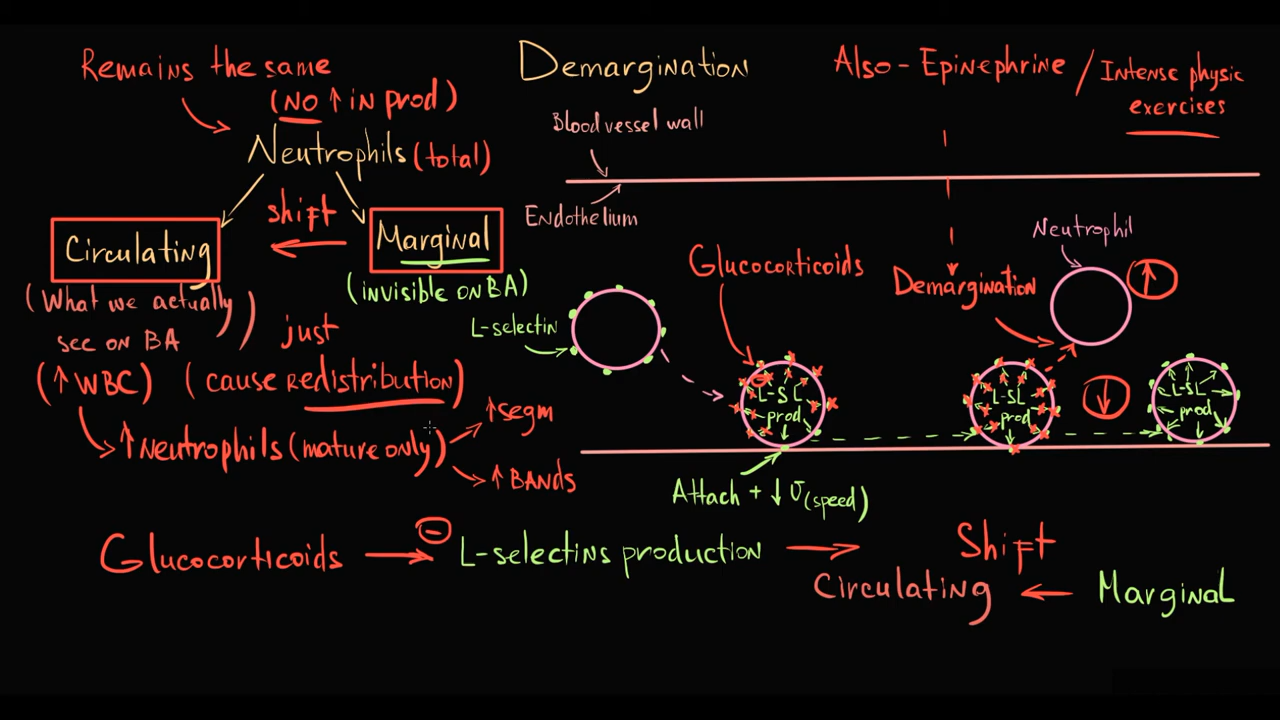 Remains the same
(NO ↑ in prod)
Neutrophils (total)
shift
Circulating
Marginal
(What we actually
see on BA)
(invisible on BA)
just
(↑ WBC) (cause redistribution)
↑ Neutrophils (mature only)
↑ segm
↑ BANDS
Demargination
Also - Epinephrine / Intense physic
exercises
Blood vessel wall
Endothelium
L-selectin
Glucocorticoids
Demargination
Neutrophil
↑
↓
L-SL
prod
L-SL
prod
L-SL
prod
Attach + ↓ υ (speed)
Glucocorticoids → - L-selectins production → Shift
Circulating ← Marginal